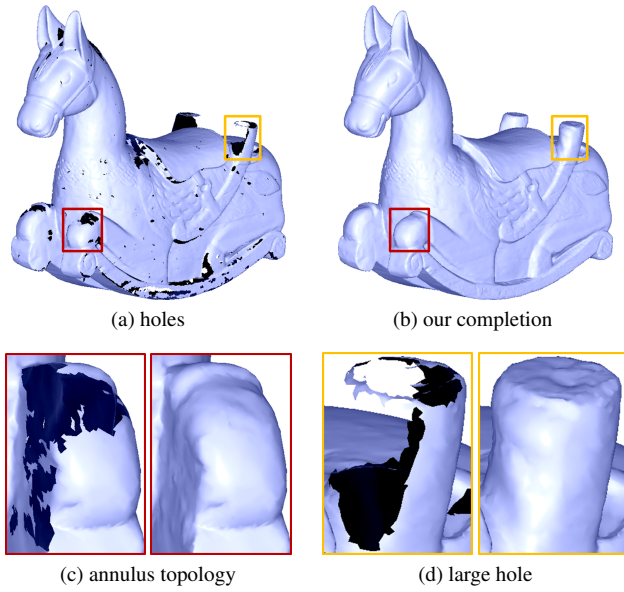 (a) holes
(b) our completion
(c) annulus topology
(d) large hole